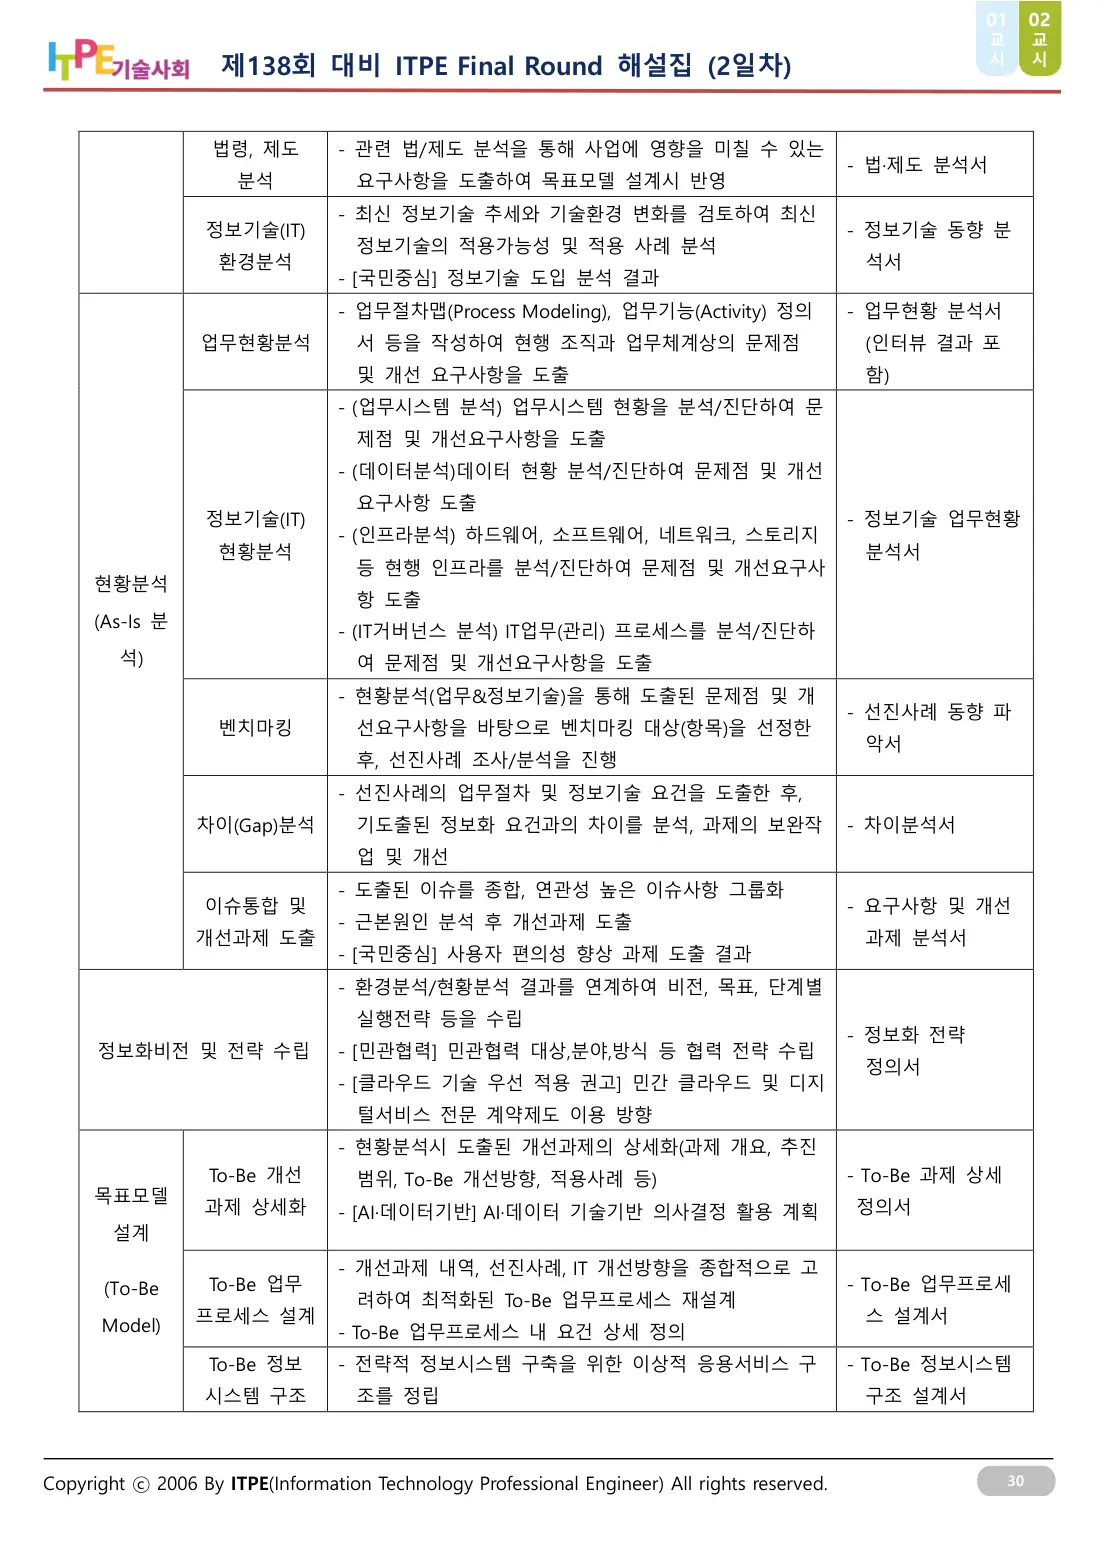 01
교
시
02
교
시
ITPE기술사회
제138회 대비 ITPE Final Round 해설집 (2일차)
법령, 제도
분석
- 관련 법/제도 분석을 통해 사업에 영향을 미칠 수 있는
요구사항을 도출하여 목표모델 설계시 반영
- 법·제도 분석서
정보기술(IT)
환경분석
- 최신 정보기술 추세와 기술환경 변화를 검토하여 최신
정보기술의 적용가능성 및 적용 사례 분석
- [국민중심] 정보기술 도입 분석 결과
- 정보기술 동향 분
석서
현황분석
(As-Is 분
석)
업무현황분석
- 업무절차맵(Process Modeling), 업무기능(Activity) 정의
서 등을 작성하여 현행 조직과 업무체계상의 문제점
및 개선 요구사항을 도출
- 업무현황 분석서
(인터뷰 결과 포
함)
정보기술(IT)
현황분석
- (업무시스템 분석) 업무시스템 현황을 분석/진단하여 문
제점 및 개선요구사항을 도출
- (데이터분석)데이터 현황 분석/진단하여 문제점 및 개선
요구사항 도출
- (인프라분석) 하드웨어, 소프트웨어, 네트워크, 스토리지
등 현행 인프라를 분석/진단하여 문제점 및 개선요구사
항 도출
- (IT거버넌스 분석) IT업무(관리) 프로세스를 분석/진단하
여 문제점 및 개선요구사항을 도출
- 정보기술 업무현황
분석서
벤치마킹
- 현황분석(업무&정보기술)을 통해 도출된 문제점 및 개
선요구사항을 바탕으로 벤치마킹 대상(항목)을 선정한
후, 선진사례 조사/분석을 진행
- 선진사례 동향 파
악서
차이(Gap)분석
- 선진사례의 업무절차 및 정보기술 요건을 도출한 후,
기도출된 정보화 요건과의 차이를 분석, 과제의 보완작
업 및 개선
- 차이분석서
이슈통합 및
개선과제 도출
- 도출된 이슈를 종합, 연관성 높은 이슈사항 그룹화
- 근본원인 분석 후 개선과제 도출
- [국민중심] 사용자 편의성 향상 과제 도출 결과
- 요구사항 및 개선
과제 분석서
정보화비전 및 전략 수립
- 환경분석/현황분석 결과를 연계하여 비전, 목표, 단계별
실행전략 등을 수립
- [민관협력] 민관협력 대상,분야,방식 등 협력 전략 수립
- [클라우드 기술 우선 적용 권고] 민간 클라우드 및 디지
털서비스 전문 계약제도 이용 방향
- 정보화 전략
정의서
목표모델
설계
(To-Be
Model)
To-Be 개선
과제 상세화
- 현황분석시 도출된 개선과제의 상세화(과제 개요, 추진
범위, To-Be 개선방향, 적용사례 등)
- [AI·데이터기반] AI·데이터 기술기반 의사결정 활용 계획
- To-Be 과제 상세
정의서
To-Be 업무
프로세스 설계
- 개선과제 내역, 선진사례, IT 개선방향을 종합적으로 고
려하여 최적화된 To-Be 업무프로세스 재설계
- To-Be 업무프로세스 내 요건 상세 정의
- To-Be 업무프로세
스 설계서
To-Be 정보
시스템 구조
- 전략적 정보시스템 구축을 위한 이상적 응용서비스 구
조를 정립
- To-Be 정보시스템
구조 설계서
Copyright ⓒ 2006 By ITPE(Information Technology Professional Engineer) All rights reserved.
30